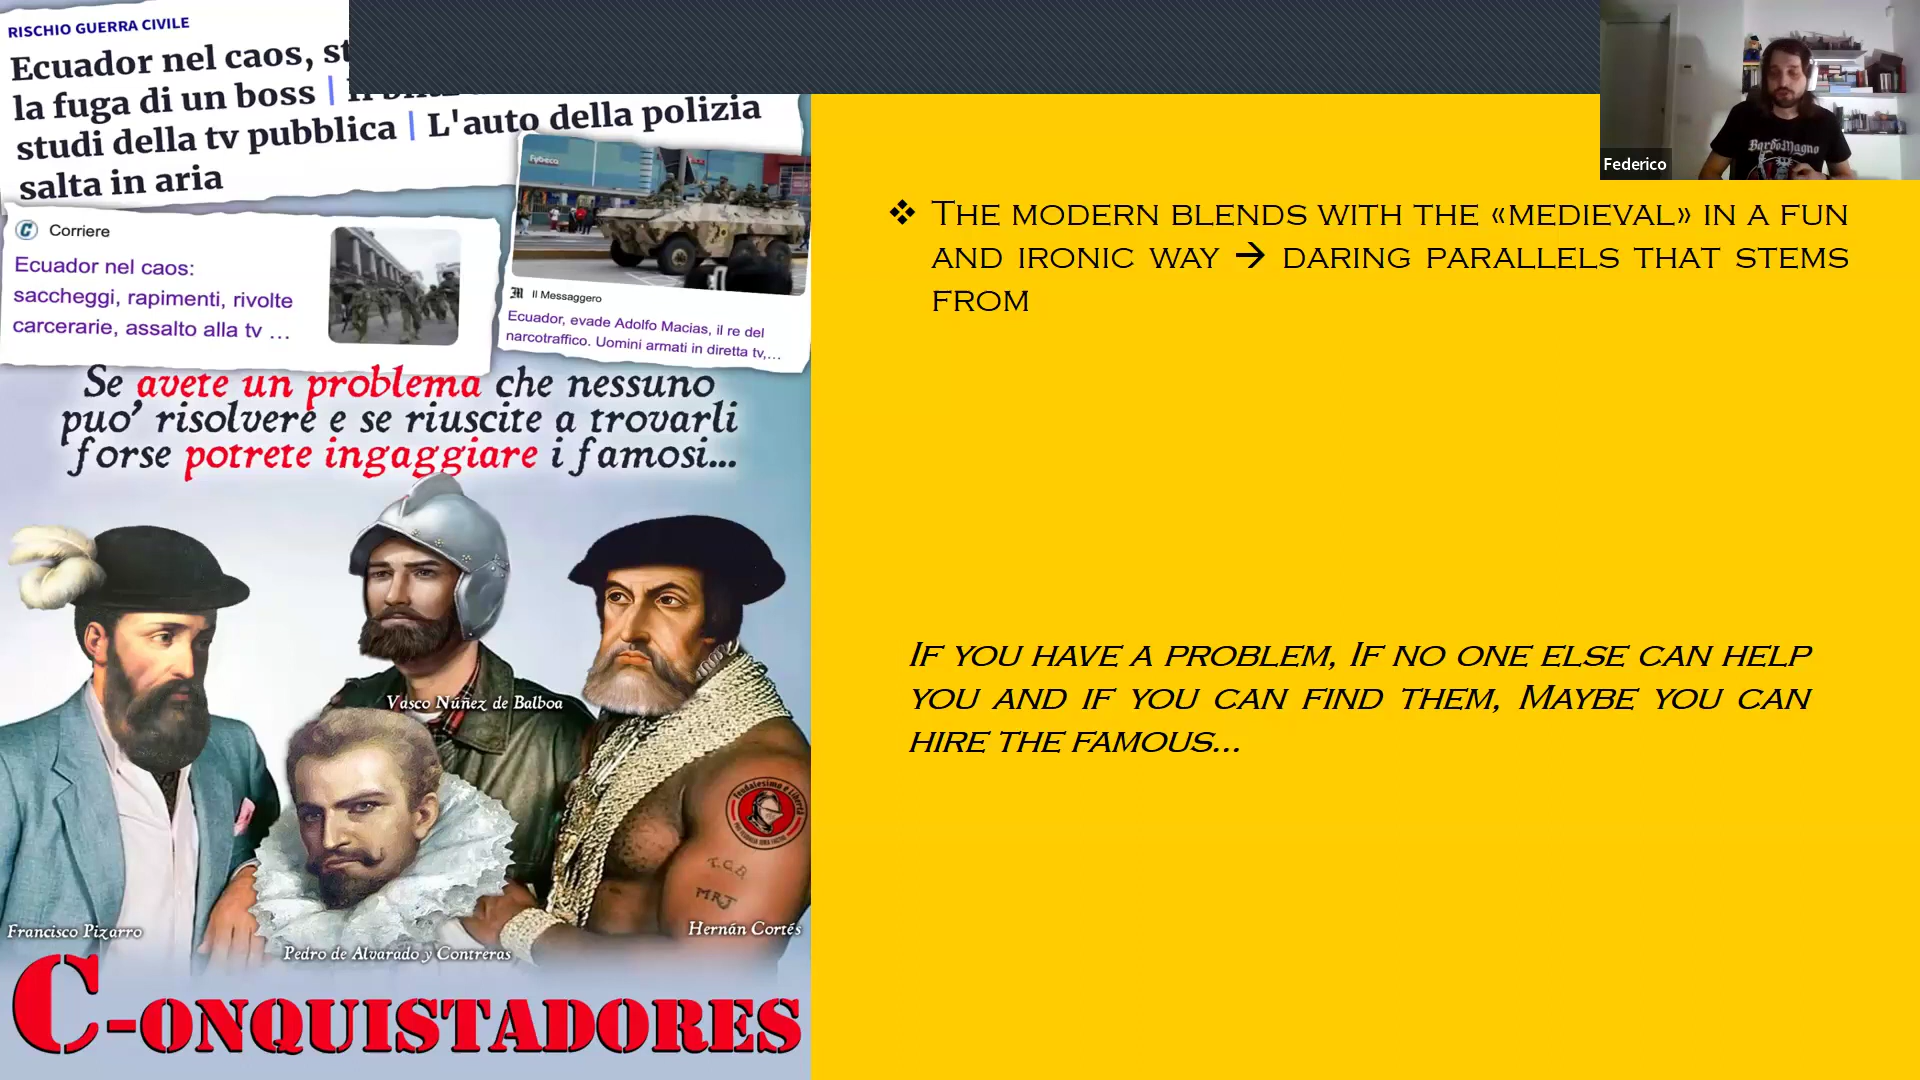 RISCHIO GUERRA CIVILE
Ecuador nel caos,
la fuga di un boss |
studi della tv pubblica | L'auto della polizia
salta in aria
Fybeca
Corriere
Ecuador nel caos:
saccheggi, rapimenti, rivolte
carcerarie, assalto alla tv ...
Il Messaggero
Ecuador, evade Adolfo Macias, il re del
narcotraffico. Uomini armati in diretta tv,...
Se avete un problema che nessuno
puo' risolvere e se riuscite a trovarli
forse potrete ingaggiare i famosi...
Vasco Núñez de Balboa
feudalesimo e Libertà
T.Q.B.
MRJ
Francisco Pizarro
Hernán Cortés
Pedro de Alvarado y Contreras
C-ONQUISTADORES
❖ THE MODERN BLENDS WITH THE «MEDIEVAL» IN A FUN
AND IRONIC WAY → DARING PARALLELS THAT STEMS
FROM
IF YOU HAVE A PROBLEM, IF NO ONE ELSE CAN HELP
YOU AND IF YOU CAN FIND THEM, MAYBE YOU CAN
HIRE THE FAMOUS...
Federico
BardoMagno